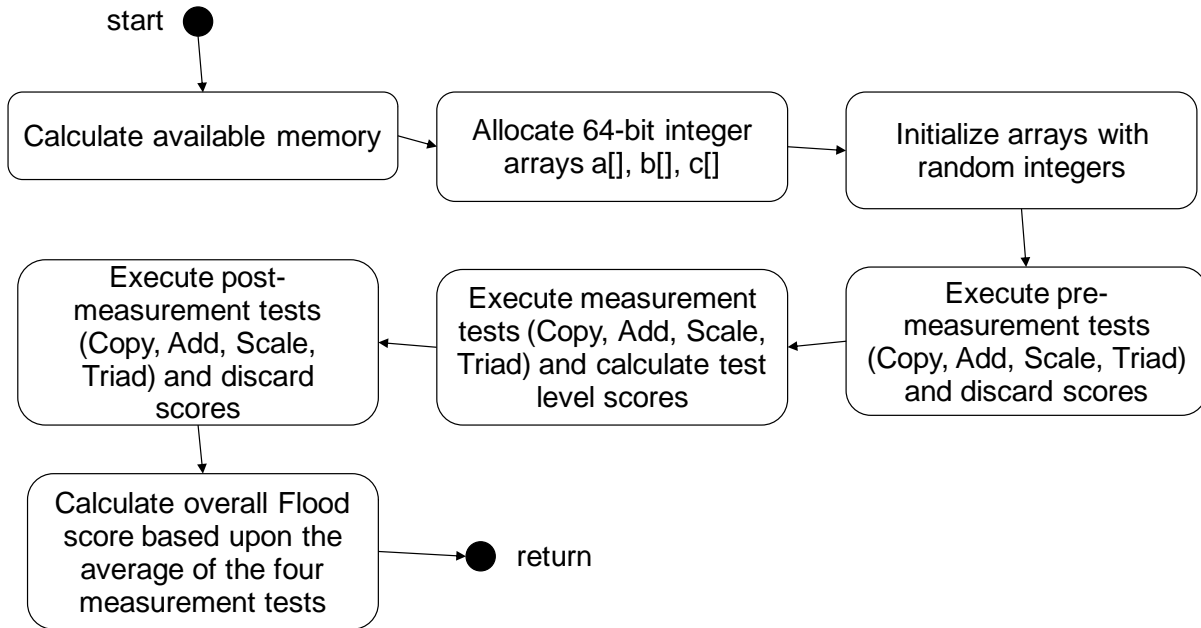 start
Calculate available memory
Allocate 64-bit integer
arrays a[], b[], c[]
Initialize arrays with
random integers
Execute pre-
measurement tests
(Copy, Add, Scale, Triad)
and discard scores
Execute measurement
tests (Copy, Add, Scale,
Triad) and calculate test
level scores
Execute post-
measurement tests
(Copy, Add, Scale,
Triad) and discard
scores
Calculate overall Flood
score based upon the
average of the four
measurement tests
return